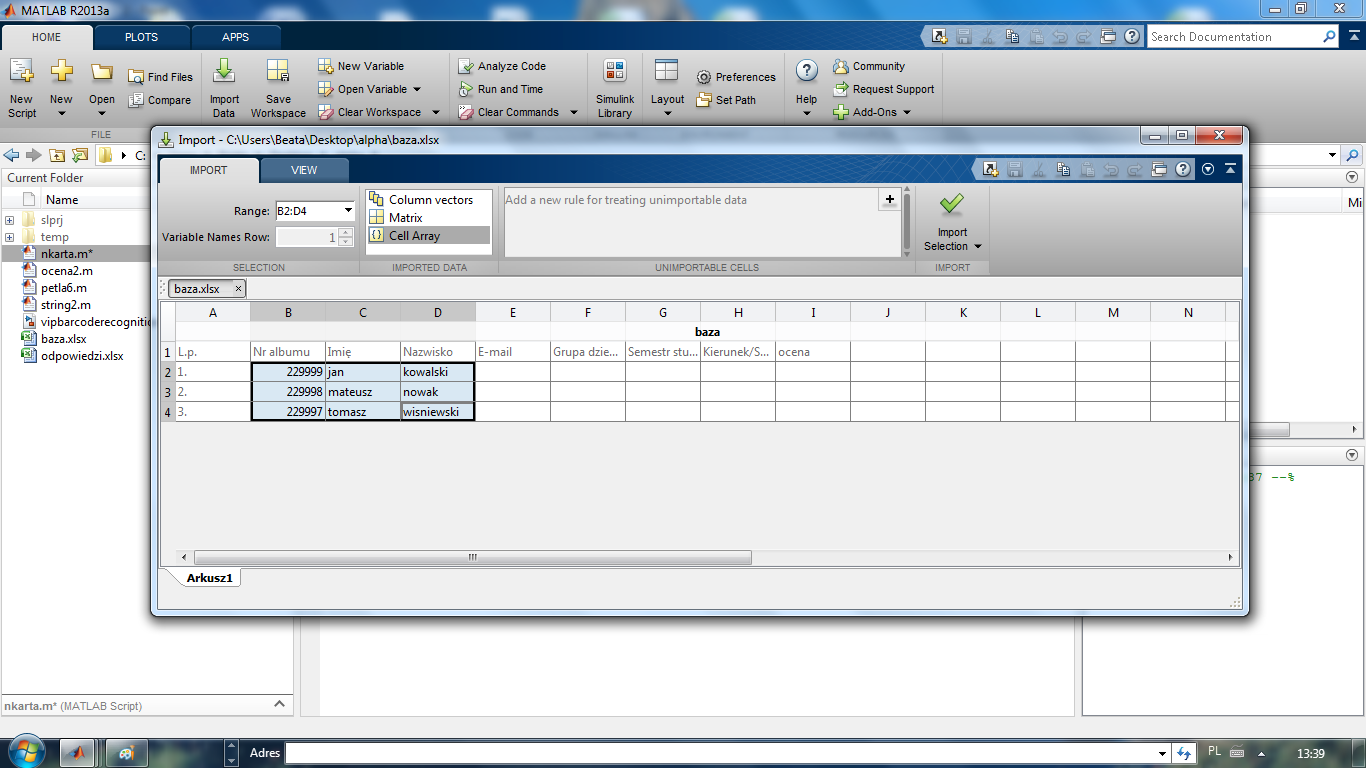 MATLAB R2013a
HOME PLOTS APPS
Search Documentation
New Script
New
Open
Find Files
Compare
Import Data
Save Workspace
New Variable
Open Variable
Clear Workspace
Analyze Code
Run and Time
Clear Commands
Simulink Library
Layout
Preferences
Set Path
Help
Community
Request Support
Add-Ons
FILE
C:
Current Folder
Name
slprj
temp
nkarta.m*
ocena2.m
petla6.m
string2.m
vipbarcoderecognitio
baza.xlsx
odpowiedzi.xlsx
nkarta.m* (MATLAB Script)
Import - C:\Users\Beata\Desktop\alpha\baza.xlsx
IMPORT VIEW
Range: B2:D4
Variable Names Row: 1
SELECTION
Column vectors
Matrix
Cell Array
IMPORTED DATA
Add a new rule for treating unimportable data
UNIMPORTABLE CELLS
Import Selection
IMPORT
baza.xlsx
A B C D E F G H I J K L M N
baza
1 L.p. Nr albumu Imię Nazwisko E-mail Grupa dzie... Semestr stu... Kierunek/S... ocena
2 1. 229999 jan kowalski
3 2. 229998 mateusz nowak
4 3. 229997 tomasz wisniewski
Arkusz1
Mi
37 --%
Adres
PL
13:39